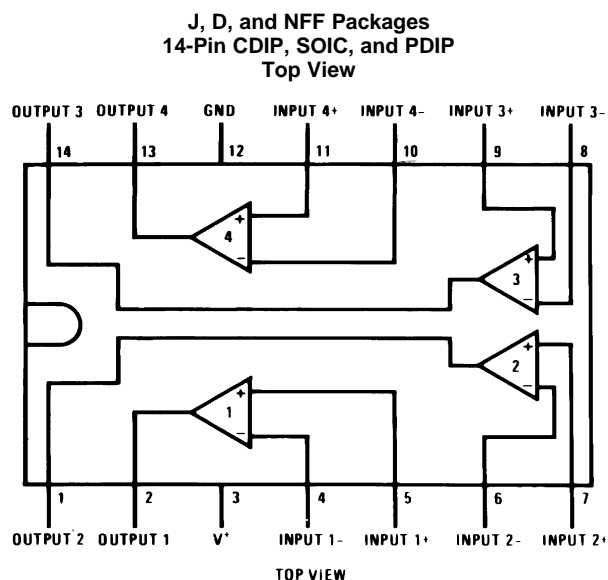 J, D, and NFF Packages
14-Pin CDIP, SOIC, and PDIP
Top View
OUTPUT 3 OUTPUT 4 GND INPUT 4+ INPUT 4- INPUT 3+ INPUT 3-
14 13 12 11 10 9 8
+
4
-
+
3
-
+
2
-
+
1
-
1 2 3 4 5 6 7
OUTPUT 2 OUTPUT 1 V+ INPUT 1- INPUT 1+ INPUT 2- INPUT 2+
TOP VIEW